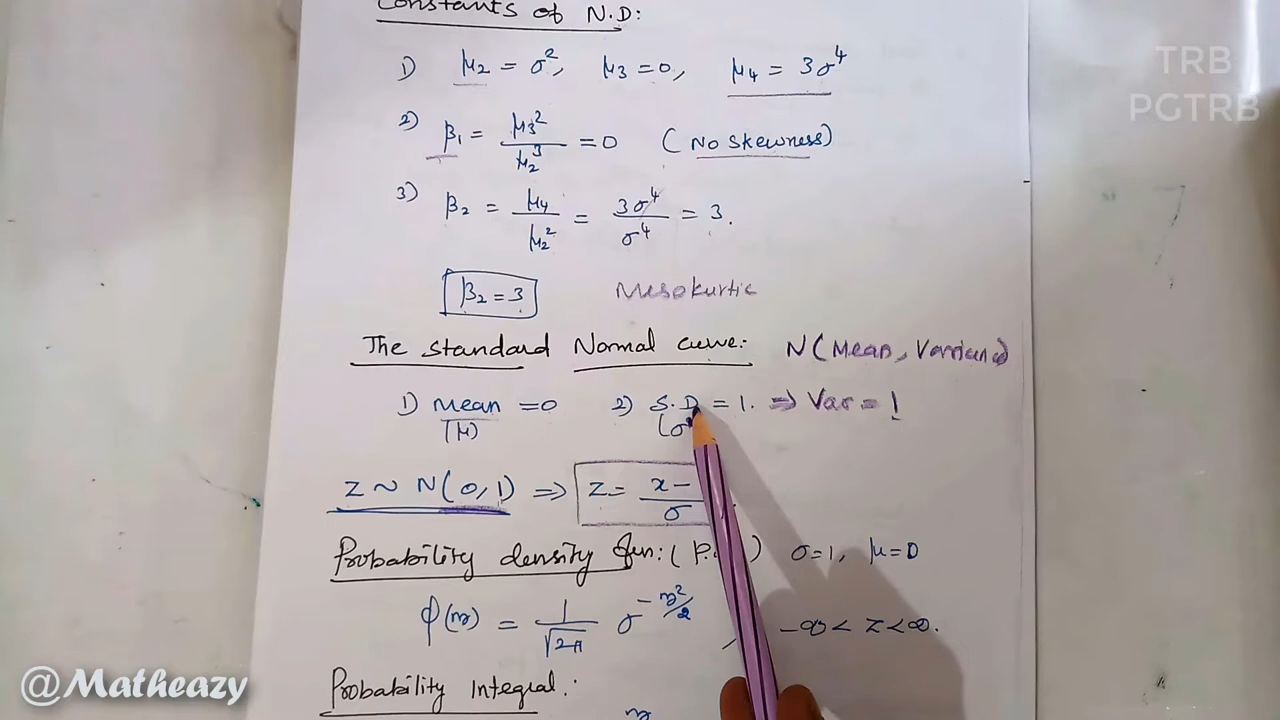 Constants of N.D:
TRB
PGTRB
1) μ₂ = σ², μ₃ = 0, μ₄ = 3σ⁴
2) β₁ = μ₃²/μ₂³ = 0 (No skewness)
3) β₂ = μ₄/μ₂² = 3σ⁴/σ⁴ = 3.
β₂ = 3 Mesokurtic
The standard Normal curve: N(Mean, Variance)
1) Mean = 0 2) S.D = 1. ⇒ Var = 1
(μ) (σ
Z ~ N(0,1) ⇒ Z = x-/σ
Probability density fun: (p. ) σ=1, μ=0
φ(z) = 1/√2π σ^(-z²/2) , -∞ < z < ∞.
Probability Integral:
@Matheazy